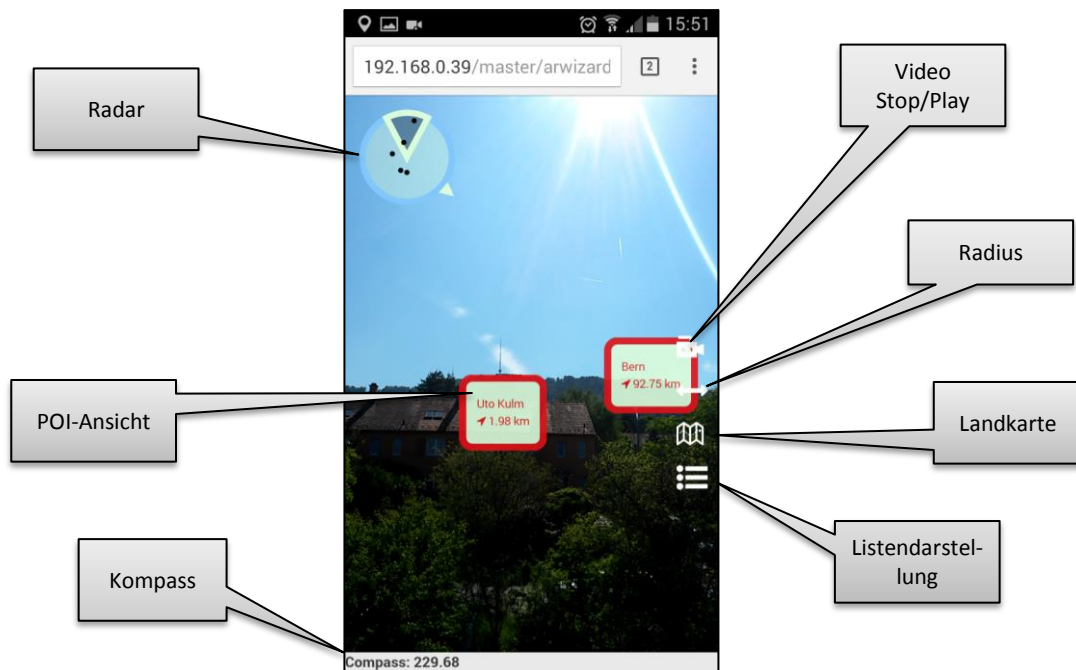 15:51
192.168.0.39/master/arwizard
2
Radar
Video
Stop/Play
Radius
Bern
92.75 km
Uto Kulm
1.98 km
POI-Ansicht
Landkarte
Listendarstel-
lung
Kompass
Compass: 229.68